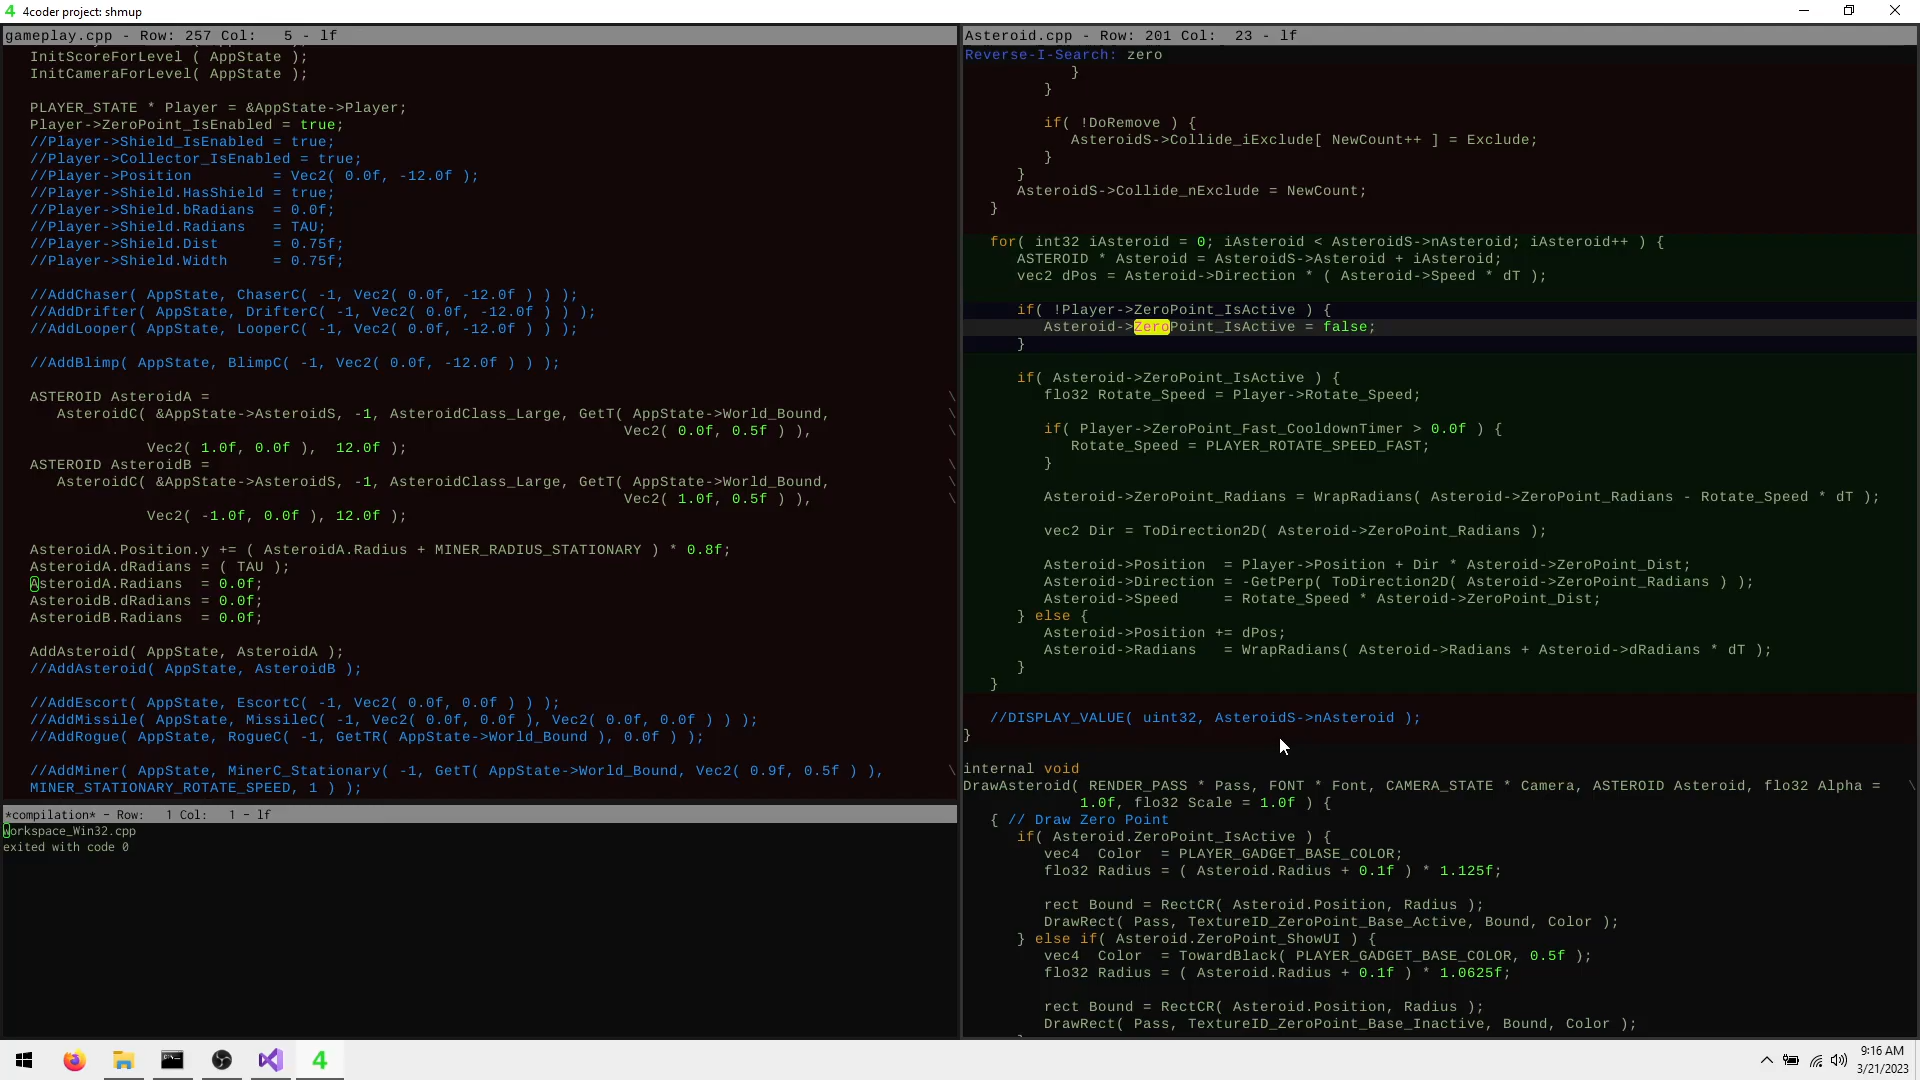 4coder project: shmup
gameplay.cpp - Row: 257 Col:   5 - lf
InitScoreForLevel ( AppState );
InitCameraForLevel( AppState );
PLAYER_STATE * Player = &AppState->Player;
Player->ZeroPoint_IsEnabled = true;
//Player->Shield_IsEnabled = true;
//Player->Collector_IsEnabled = true;
//Player->Position         = Vec2( 0.0f, -12.0f );
//Player->Shield.HasShield = true;
//Player->Shield.bRadians  = 0.0f;
//Player->Shield.Radians   = TAU;
//Player->Shield.Dist      = 0.75f;
//Player->Shield.Width     = 0.75f;
//AddChaser( AppState, ChaserC( -1, Vec2( 0.0f, -12.0f ) ) );
//AddDrifter( AppState, DrifterC( -1, Vec2( 0.0f, -12.0f ) ) );
//AddLooper( AppState, LooperC( -1, Vec2( 0.0f, -12.0f ) ) );
//AddBlimp( AppState, BlimpC( -1, Vec2( 0.0f, -12.0f ) ) );
ASTEROID AsteroidA = \
AsteroidC( &AppState->AsteroidS, -1, AsteroidClass_Large, GetT( AppState->World_Bound, \
Vec2( 0.0f, 0.5f ) ), \
Vec2( 1.0f, 0.0f ),  12.0f );
ASTEROID AsteroidB = \
AsteroidC( &AppState->AsteroidS, -1, AsteroidClass_Large, GetT( AppState->World_Bound, \
Vec2( 1.0f, 0.5f ) ), \
Vec2( -1.0f, 0.0f ), 12.0f );
AsteroidA.Position.y += ( AsteroidA.Radius + MINER_RADIUS_STATIONARY ) * 0.8f;
AsteroidA.dRadians = ( TAU );
AsteroidA.Radians  = 0.0f;
AsteroidB.dRadians = 0.0f;
AsteroidB.Radians  = 0.0f;
AddAsteroid( AppState, AsteroidA );
//AddAsteroid( AppState, AsteroidB );
//AddEscort( AppState, EscortC( -1, Vec2( 0.0f, 0.0f ) ) );
//AddMissile( AppState, MissileC( -1, Vec2( 0.0f, 0.0f ), Vec2( 0.0f, 0.0f ) ) );
//AddRogue( AppState, RogueC( -1, GetTR( AppState->World_Bound ), 0.0f ) );
//AddMiner( AppState, MinerC_Stationary( -1, GetT( AppState->World_Bound, Vec2( 0.9f, 0.5f ) ), \
MINER_STATIONARY_ROTATE_SPEED, 1 ) );
*compilation* - Row:   1 Col:   1 - lf
workspace_Win32.cpp
exited with code 0
Asteroid.cpp - Row: 201 Col:  23 - lf
Reverse-I-Search: zero
}
}
if( !DoRemove ) {
AsteroidS->Collide_iExclude[ NewCount++ ] = Exclude;
}
}
AsteroidS->Collide_nExclude = NewCount;
}
for( int32 iAsteroid = 0; iAsteroid < AsteroidS->nAsteroid; iAsteroid++ ) {
ASTEROID * Asteroid = AsteroidS->Asteroid + iAsteroid;
vec2 dPos = Asteroid->Direction * ( Asteroid->Speed * dT );
if( !Player->ZeroPoint_IsActive ) {
Asteroid->ZeroPoint_IsActive = false;
}
if( Asteroid->ZeroPoint_IsActive ) {
flo32 Rotate_Speed = Player->Rotate_Speed;
if( Player->ZeroPoint_Fast_CooldownTimer > 0.0f ) {
Rotate_Speed = PLAYER_ROTATE_SPEED_FAST;
}
Asteroid->ZeroPoint_Radians = WrapRadians( Asteroid->ZeroPoint_Radians - Rotate_Speed * dT );
vec2 Dir = ToDirection2D( Asteroid->ZeroPoint_Radians );
Asteroid->Position  = Player->Position + Dir * Asteroid->ZeroPoint_Dist;
Asteroid->Direction = -GetPerp( ToDirection2D( Asteroid->ZeroPoint_Radians ) );
Asteroid->Speed     = Rotate_Speed * Asteroid->ZeroPoint_Dist;
} else {
Asteroid->Position += dPos;
Asteroid->Radians   = WrapRadians( Asteroid->Radians + Asteroid->dRadians * dT );
}
}
//DISPLAY_VALUE( uint32, AsteroidS->nAsteroid );
}
internal void
DrawAsteroid( RENDER_PASS * Pass, FONT * Font, CAMERA_STATE * Camera, ASTEROID Asteroid, flo32 Alpha = \
1.0f, flo32 Scale = 1.0f ) {
{ // Draw Zero Point
if( Asteroid.ZeroPoint_IsActive ) {
vec4  Color  = PLAYER_GADGET_BASE_COLOR;
flo32 Radius = ( Asteroid.Radius + 0.1f ) * 1.125f;
rect Bound = RectCR( Asteroid.Position, Radius );
DrawRect( Pass, TextureID_ZeroPoint_Base_Active, Bound, Color );
} else if( Asteroid.ZeroPoint_ShowUI ) {
vec4  Color  = TowardBlack( PLAYER_GADGET_BASE_COLOR, 0.5f );
flo32 Radius = ( Asteroid.Radius + 0.1f ) * 1.0625f;
rect Bound = RectCR( Asteroid.Position, Radius );
DrawRect( Pass, TextureID_ZeroPoint_Base_Inactive, Bound, Color );
4
9:16 AM
3/21/2023